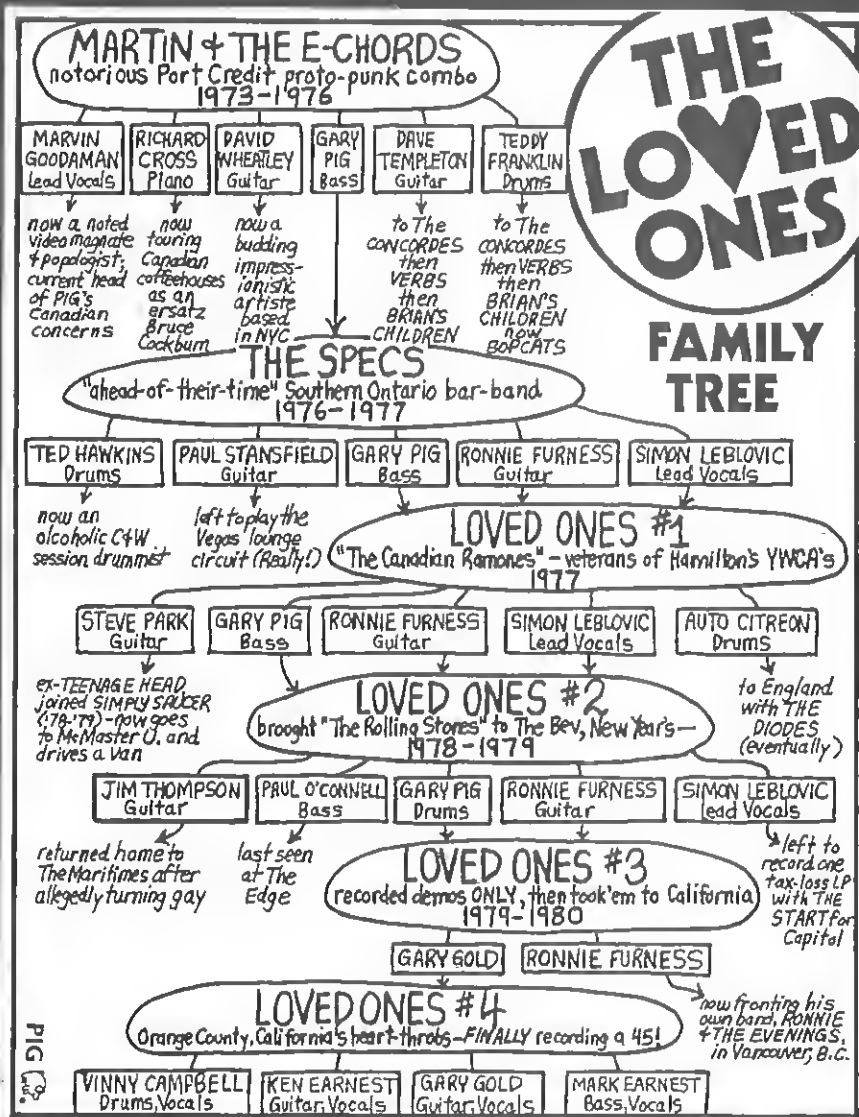 MARTIN & THE E-CHORDS
notorious Port Credit proto-punk combo
1973-1976
THE
LOVED
ONES
FAMILY
TREE
MARVIN
GOODAMAN
Lead Vocals
RICHARD
CROSS
Piano
DAVID
WHEATLEY
Guitar
GARY
PIG
Bass
DAVE
TEMPLETON
Guitar
TEDDY
FRANKLIN
Drums
now a noted
video magnate
& popologist;
current head
of PIG's
Canadian
concerns
now
touring
Canadian
coffeehouses
as an
ersatz
Bruce
Cockburn
now a
budding
impress-
ionistic
artiste
based
in NYC
to The
CONCORDES
then
VERBS
then
BRIAN'S
CHILDREN
to The
CONCORDES
then VERBS
then
BRIAN'S
CHILDREN
now
BOPCATS
THE SPECS
"ahead-of-their-time" Southern Ontario bar-band
1976-1977
TED HAWKINS
Drums
PAUL STANSFIELD
Guitar
GARY PIG
Bass
RONNIE FURNESS
Guitar
SIMON LEBLOVIC
Lead Vocals
now an
alcoholic C&W
session drummist
left to play the
Vegas lounge
circuit (Really!)
LOVED ONES #1
"The Canadian Ramones" - veterans of Hamilton's YWCA's
1977
STEVE PARK
Guitar
GARY PIG
Bass
RONNIE FURNESS
Guitar
SIMON LEBLOVIC
Lead Vocals
AUTO CITREON
Drums
ex-TEENAGE HEAD
joined SIMPLY SAUCER
('78-'79) - now goes
to McMaster U. and
drives a van
to England
with THE
DIODES
(eventually)
LOVED ONES #2
brought "The Rolling Stones" to The Bev, New Year's—
1978-1979
JIM THOMPSON
Guitar
PAUL O'CONNELL
Bass
GARY PIG
Drums
RONNIE FURNESS
Guitar
SIMON LEBLOVIC
Lead Vocals
returned home to
The Maritimes after
allegedly turning gay
last seen
at The
Edge
left to
record one
tax-loss LP
with THE
START for
Capitol
LOVED ONES #3
recorded demos ONLY, then took 'em to California
1979-1980
GARY GOLD
RONNIE FURNESS
now fronting his
own band, RONNIE
& THE EVENINGS,
in Vancouver, B.C.
LOVED ONES #4
Orange County, California's heart-throbs—FINALLY recording a 45!
VINNY CAMPBELL
Drums, Vocals
KEN EARNEST
Guitar, Vocals
GARY GOLD
Guitar, Vocals
MARK EARNEST
Bass, Vocals
PIG